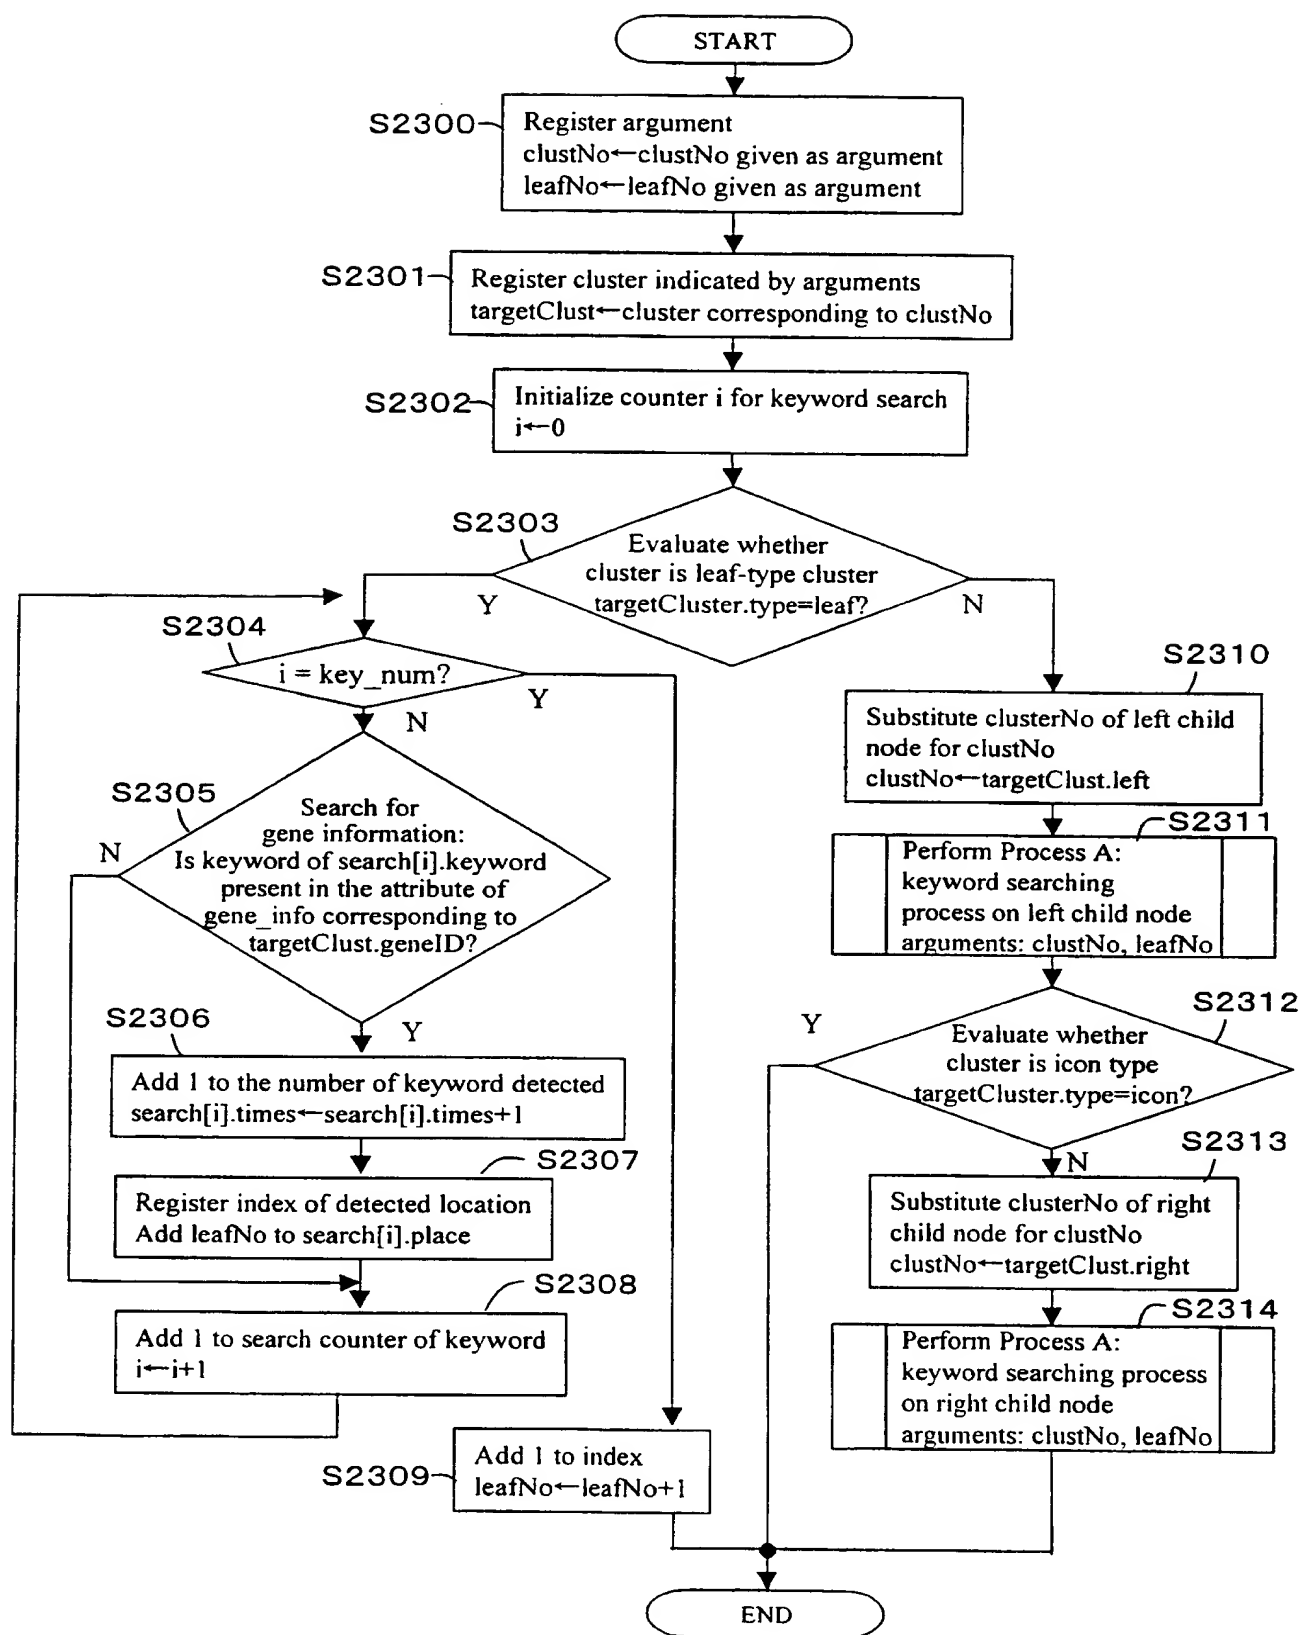 START
S2300
Register argument
clustNo←clustNo given as argument
leafNo←leafNo given as argument
S2301
Register cluster indicated by arguments
targetClust←cluster corresponding to clustNo
S2302
Initialize counter i for keyword search
i←0
S2303
Evaluate whether
cluster is leaf-type cluster
targetCluster.type=leaf?
Y
N
S2304
i = key_num?
Y
N
S2305
Search for
gene information:
Is keyword of search[i].keyword
present in the attribute of
gene_info corresponding to
targetClust.geneID?
N
Y
S2306
Add 1 to the number of keyword detected
search[i].times←search[i].times+1
S2307
Register index of detected location
Add leafNo to search[i].place
S2308
Add 1 to search counter of keyword
i←i+1
S2309
Add 1 to index
leafNo←leafNo+1
S2310
Substitute clusterNo of left child
node for clustNo
clustNo←targetClust.left
S2311
Perform Process A:
keyword searching
process on left child node
arguments: clustNo, leafNo
S2312
Y
Evaluate whether
cluster is icon type
targetCluster.type=icon?
N
S2313
Substitute clusterNo of right
child node for clustNo
clustNo←targetClust.right
S2314
Perform Process A:
keyword searching process
on right child node
arguments: clustNo, leafNo
END